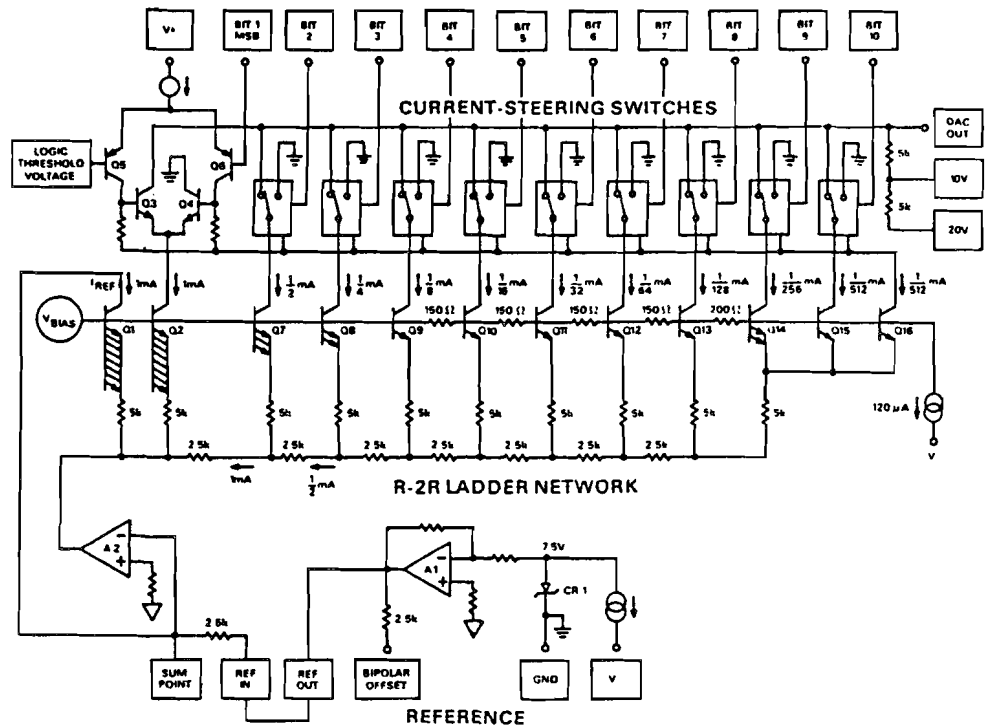 V+
BIT 1
MSB
BIT
2
BIT
3
BIT
4
BIT
5
BIT
6
BIT
7
BIT
8
BIT
9
BIT
10
CURRENT-STEERING SWITCHES
DAC
OUT
LOGIC
THRESHOLD
VOLTAGE
Q5
Q6
Q3
Q4
5k
10V
5k
20V
IREF
1mA
1mA
1/2 mA
1/4 mA
1/8 mA
1/16 mA
1/32 mA
1/64 mA
1/128 mA
1/256 mA
1/512 mA
1/512 mA
VBIAS
150Ω
150Ω
150Ω
150Ω
200Ω
Q1
Q2
Q7
Q8
Q9
Q10
Q11
Q12
Q13
Q14
Q15
Q16
5k
5k
5k
5k
5k
5k
5k
5k
5k
5k
120 µA
V
2 5k
2 5k
2 5k
2 5k
2 5k
2 5k
2 5k
1mA
1/2 mA
R-2R LADDER NETWORK
A2
-
+
A1
-
+
7.5V
CR 1
2 5k
2 5k
SUM
POINT
REF
IN
REF
OUT
BIPOLAR
OFFSET
GND
V
REFERENCE